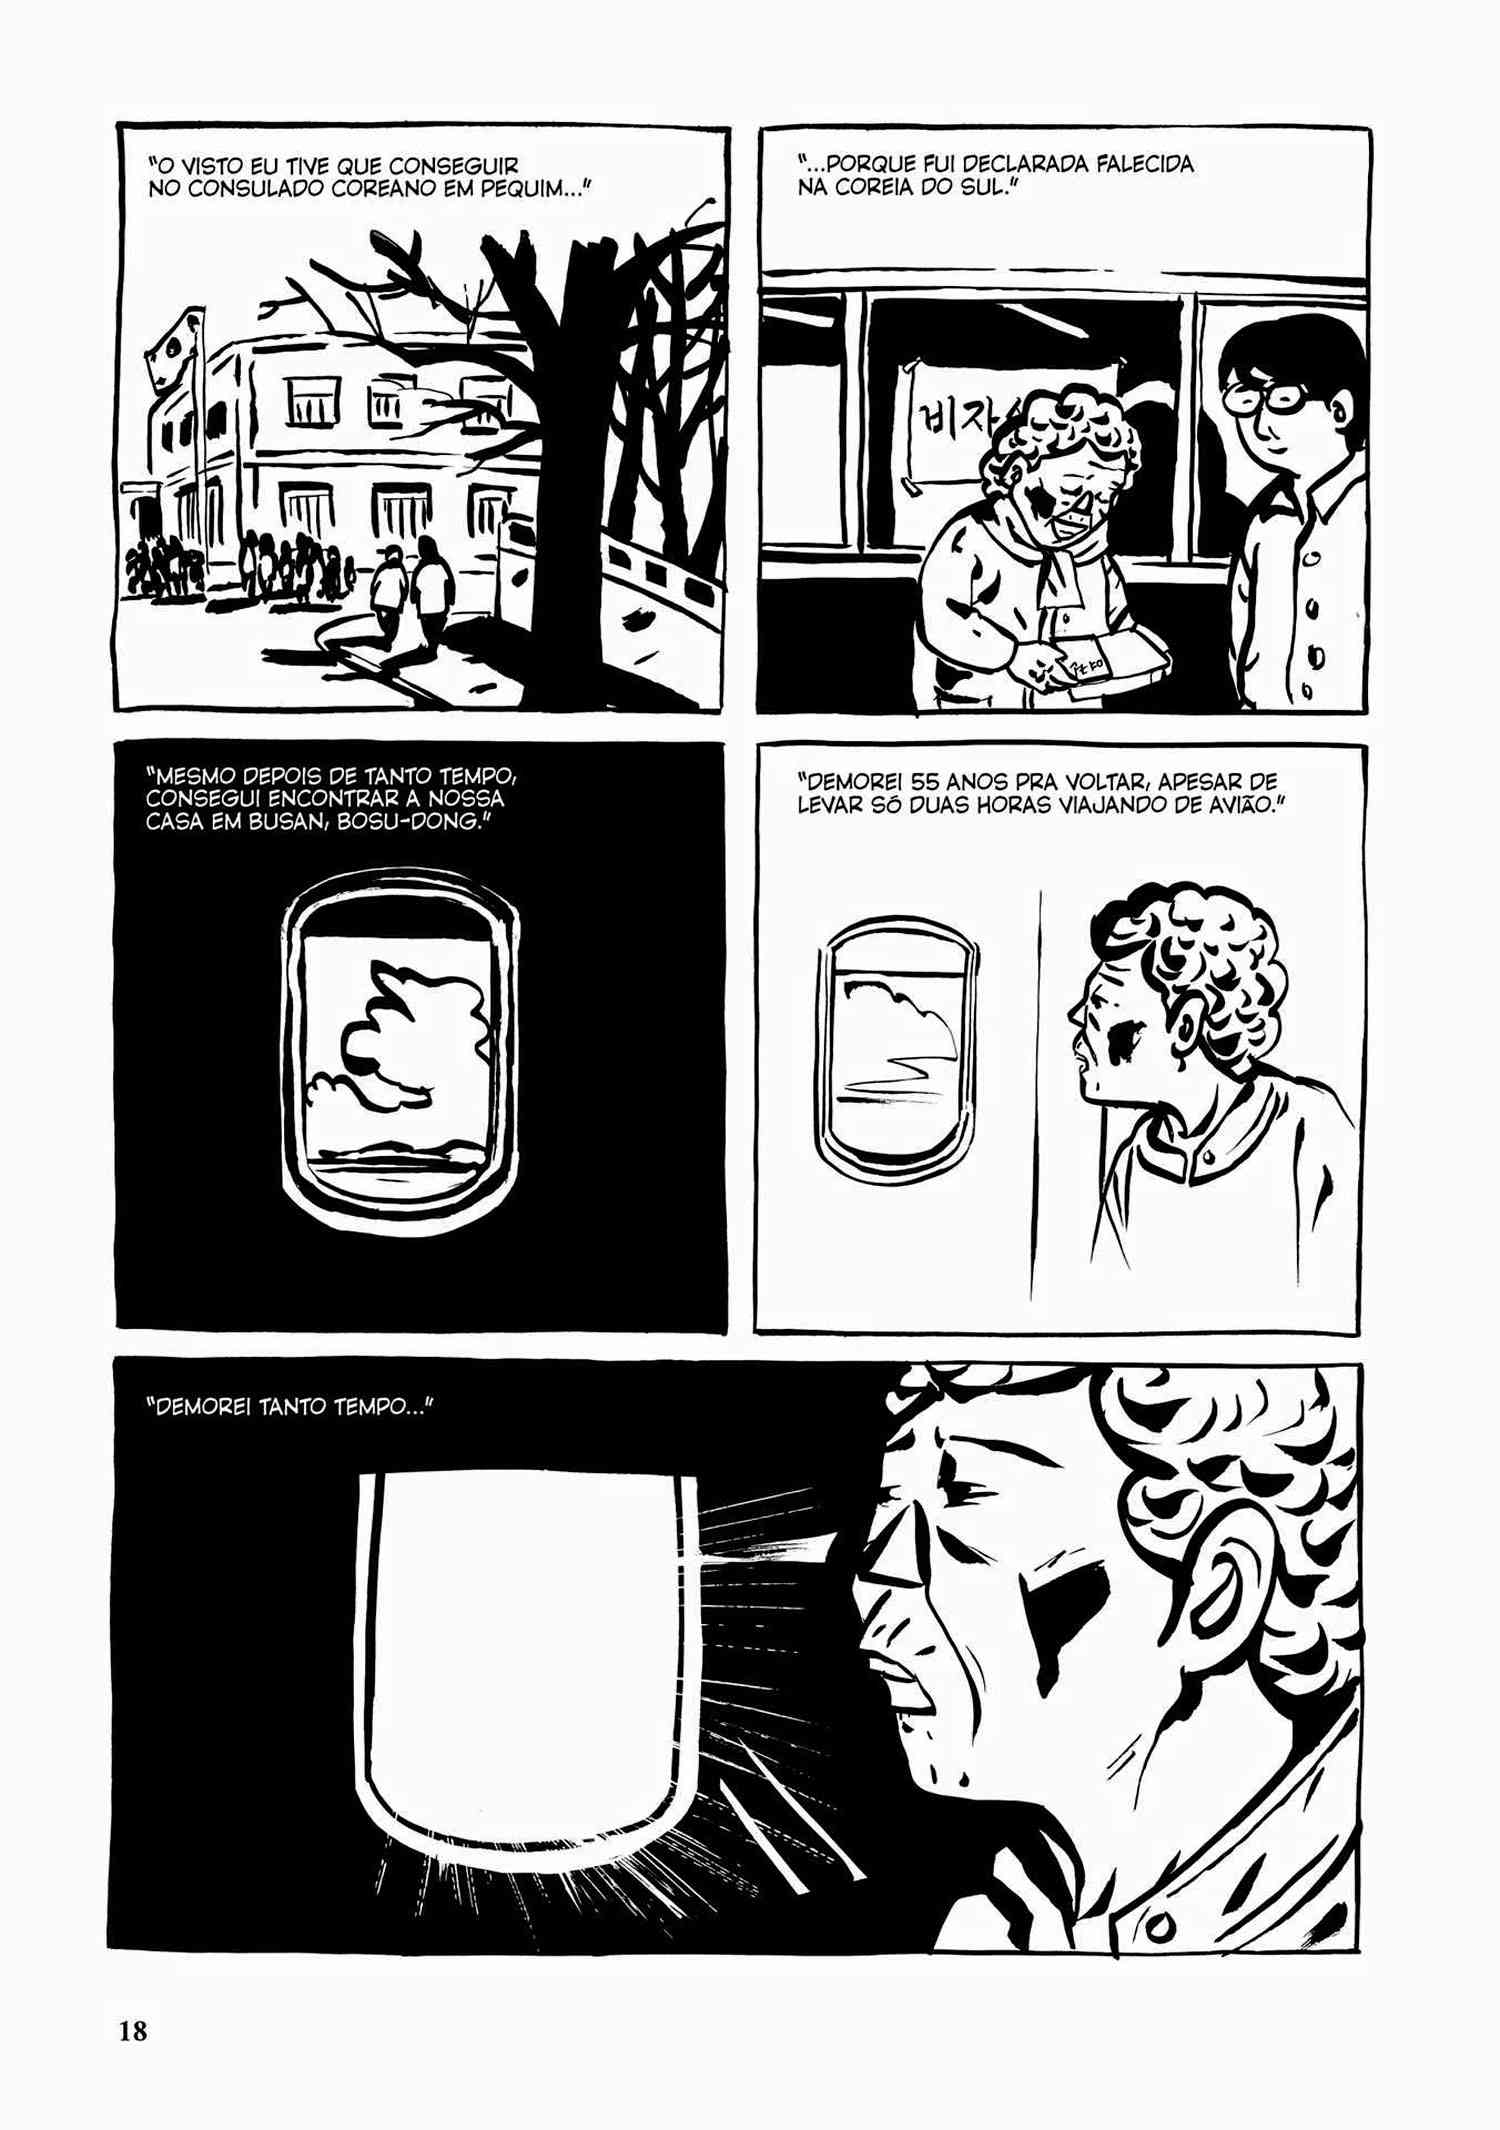 "O VISTO EU TIVE QUE CONSEGUIR
NO CONSULADO COREANO EM PEQUIM..."
"...PORQUE FUI DECLARADA FALECIDA
NA COREIA DO SUL."
비자
"MESMO DEPOIS DE TANTO TEMPO,
CONSEGUI ENCONTRAR A NOSSA
CASA EM BUSAN, BOSU-DONG."
"DEMOREI 55 ANOS PRA VOLTAR, APESAR DE
LEVAR SÓ DUAS HORAS VIAJANDO DE AVIÃO."
"DEMOREI TANTO TEMPO..."
18